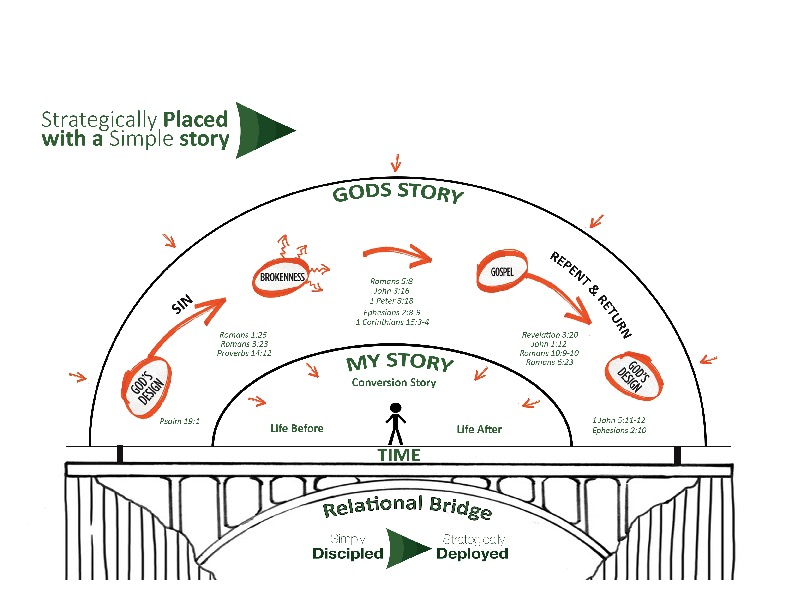 Strategically Placed
with a Simple story
GODS STORY
SIN
BROKENNESS
GOSPEL
REPENT & RETURN
GOD'S
DESIGN
Psalm 19:1
Romans 1:25
Romans 3:23
Proverbs 14:12
Romans 5:8
John 3:16
1 Peter 3:18
Ephesians 2:8-9
1 Corinthians 15:3-4
Revelation 3:20
John 1:12
Romans 10:9-10
Romans 6:23
GOD'S
DESIGN
1 John 5:11-12
Ephesians 2:10
MY STORY
Conversion Story
Life Before
Life After
TIME
Relational Bridge
Simply
Discipled
Strategically
Deployed